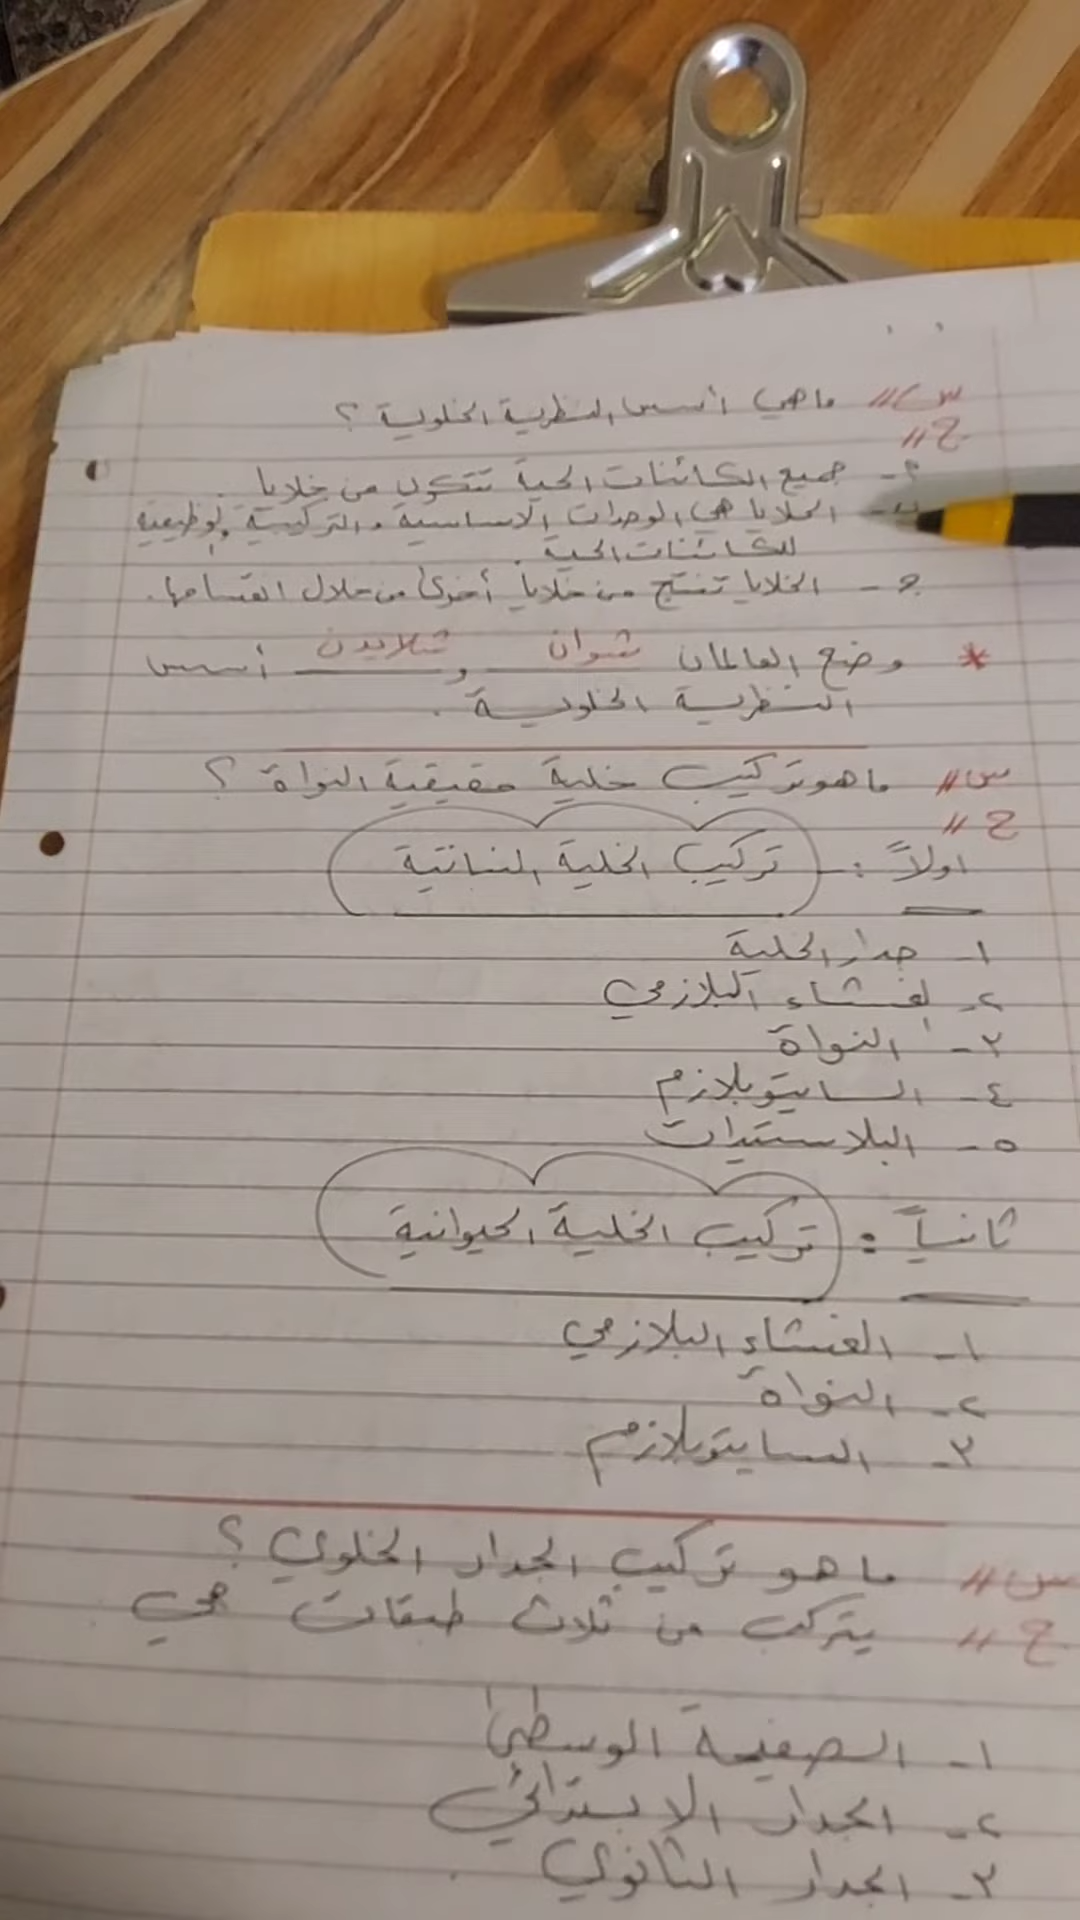 س// ماهي أسس النظرية الخلوية ؟
ج//
أ- جميع الكائنات الحية تتكون من خلايا .
ب- الخلايا هي الوحدات الاساسية والتركيبية والوظيفية
للكائنات الحية .
ج- الخلايا تنتج من خلايا أخرى من خلال انقسامها .
* وضع العالمان شوان و شلايدن أسس
النظرية الخلوية .
س// ماهو تركيب خلية حقيقية النواة ؟
ج//
اولاً :- تركيب الخلية النباتية
١- جدار الخلية
٢- الغشاء البلازمي
٣- النواة
٤- السايتوبلازم
٥- البلاستيدات
ثانياً : تركيب الخلية الحيوانية
١- الغشاء البلازمي
٢- النواة
٣- السايتوبلازم
س// ما هو تركيب الجدار الخلوي ؟
ج// يتركب من ثلاث طبقات هي
١- الصفيحة الوسطى
٢- الجدار الابتدائي
٣- الجدار الثانوي .